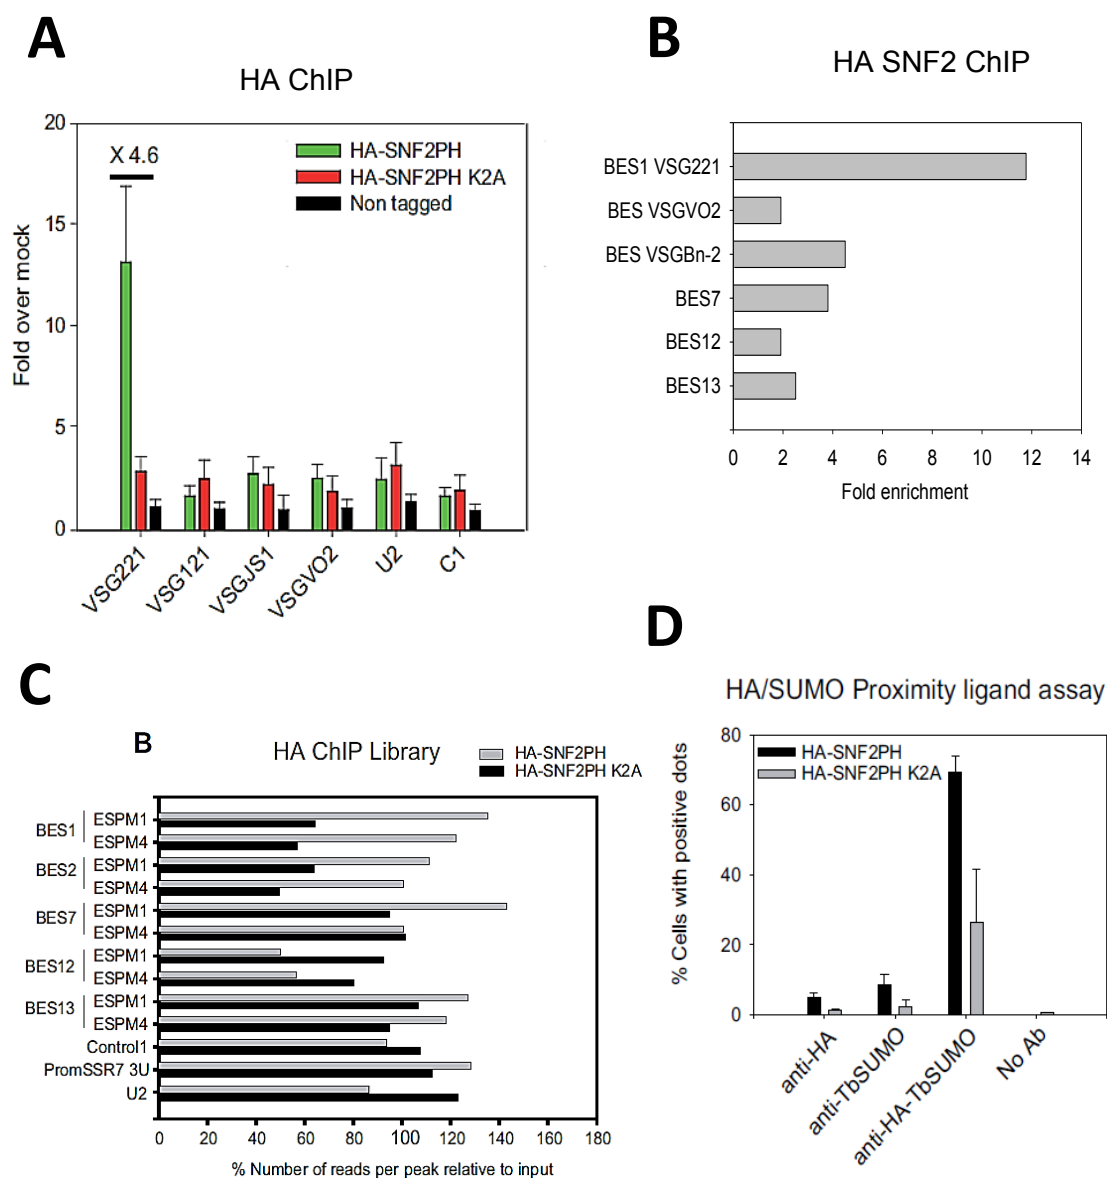 A
HA ChIP
20
15
10
5
0
Fold over mock
X 4.6
HA-SNF2PH
HA-SNF2PH K2A
Non tagged
VSG221
VSG121
VSGJS1
VSGVO2
U2
C1
B
HA SNF2 ChIP
BES1 VSG221
BES VSGVO2
BES VSGBn-2
BES7
BES12
BES13
0 2 4 6 8 10 12 14
Fold enrichment
C
B
HA ChIP Library
HA-SNF2PH
HA-SNF2PH K2A
BES1
ESPM1
ESPM4
BES2
ESPM1
ESPM4
BES7
ESPM1
ESPM4
BES12
ESPM1
ESPM4
BES13
ESPM1
ESPM4
Control1
PromSSR7 3U
U2
0 20 40 60 80 100 120 140 160 180
% Number of reads per peak relative to input
D
HA/SUMO Proximity ligand assay
80
60
40
20
0
% Cells with positive dots
HA-SNF2PH
HA-SNF2PH K2A
anti-HA
anti-TbSUMO
anti-HA-TbSUMO
No Ab